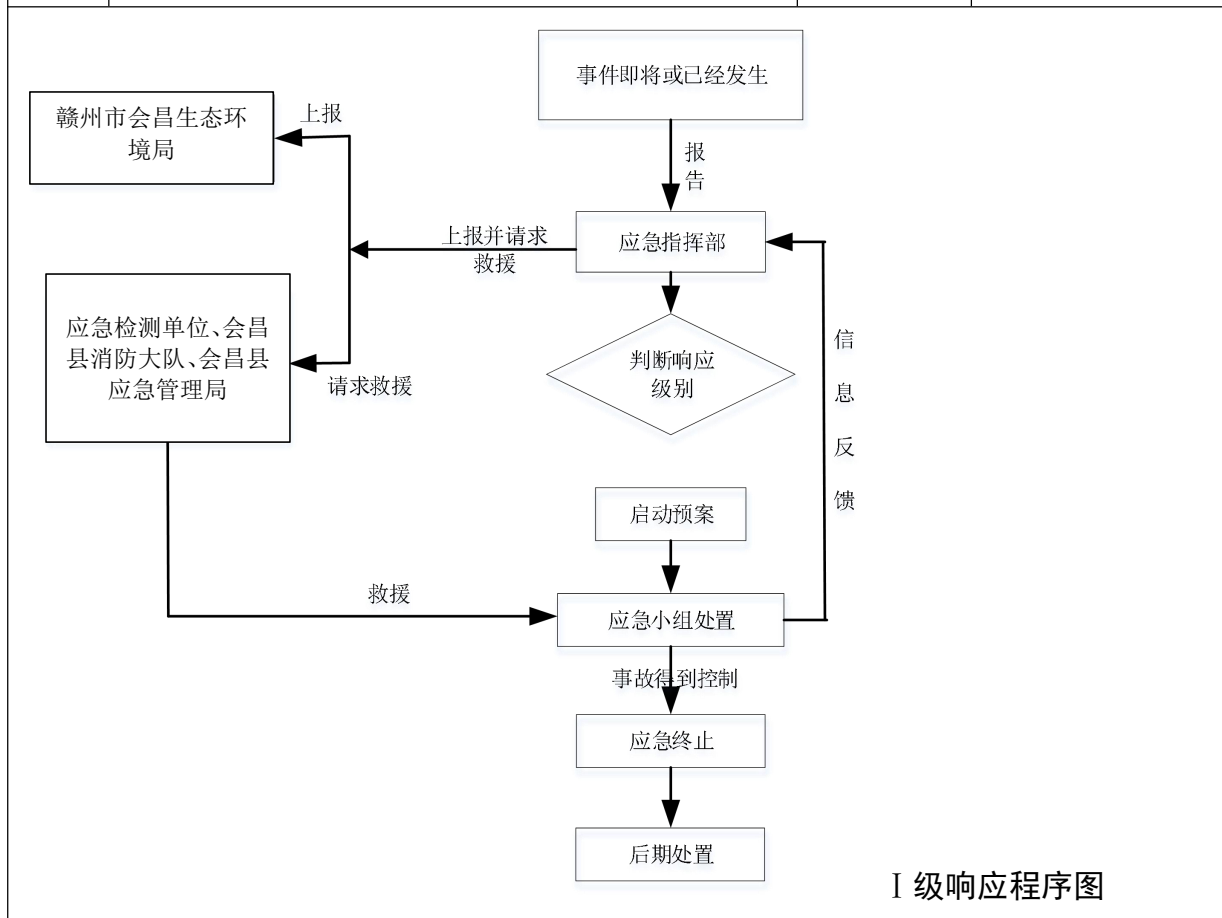 事件即将或已经发生
赣州市会昌生态环
境局
上报
报
告
上报并请求
救援
应急指挥部
应急检测单位、会昌
县消防大队、会昌县
应急管理局
请求救援
判断响应
级别
信
息
反
馈
启动预案
救援
应急小组处置
事故得到控制
应急终止
后期处置
Ⅰ级响应程序图